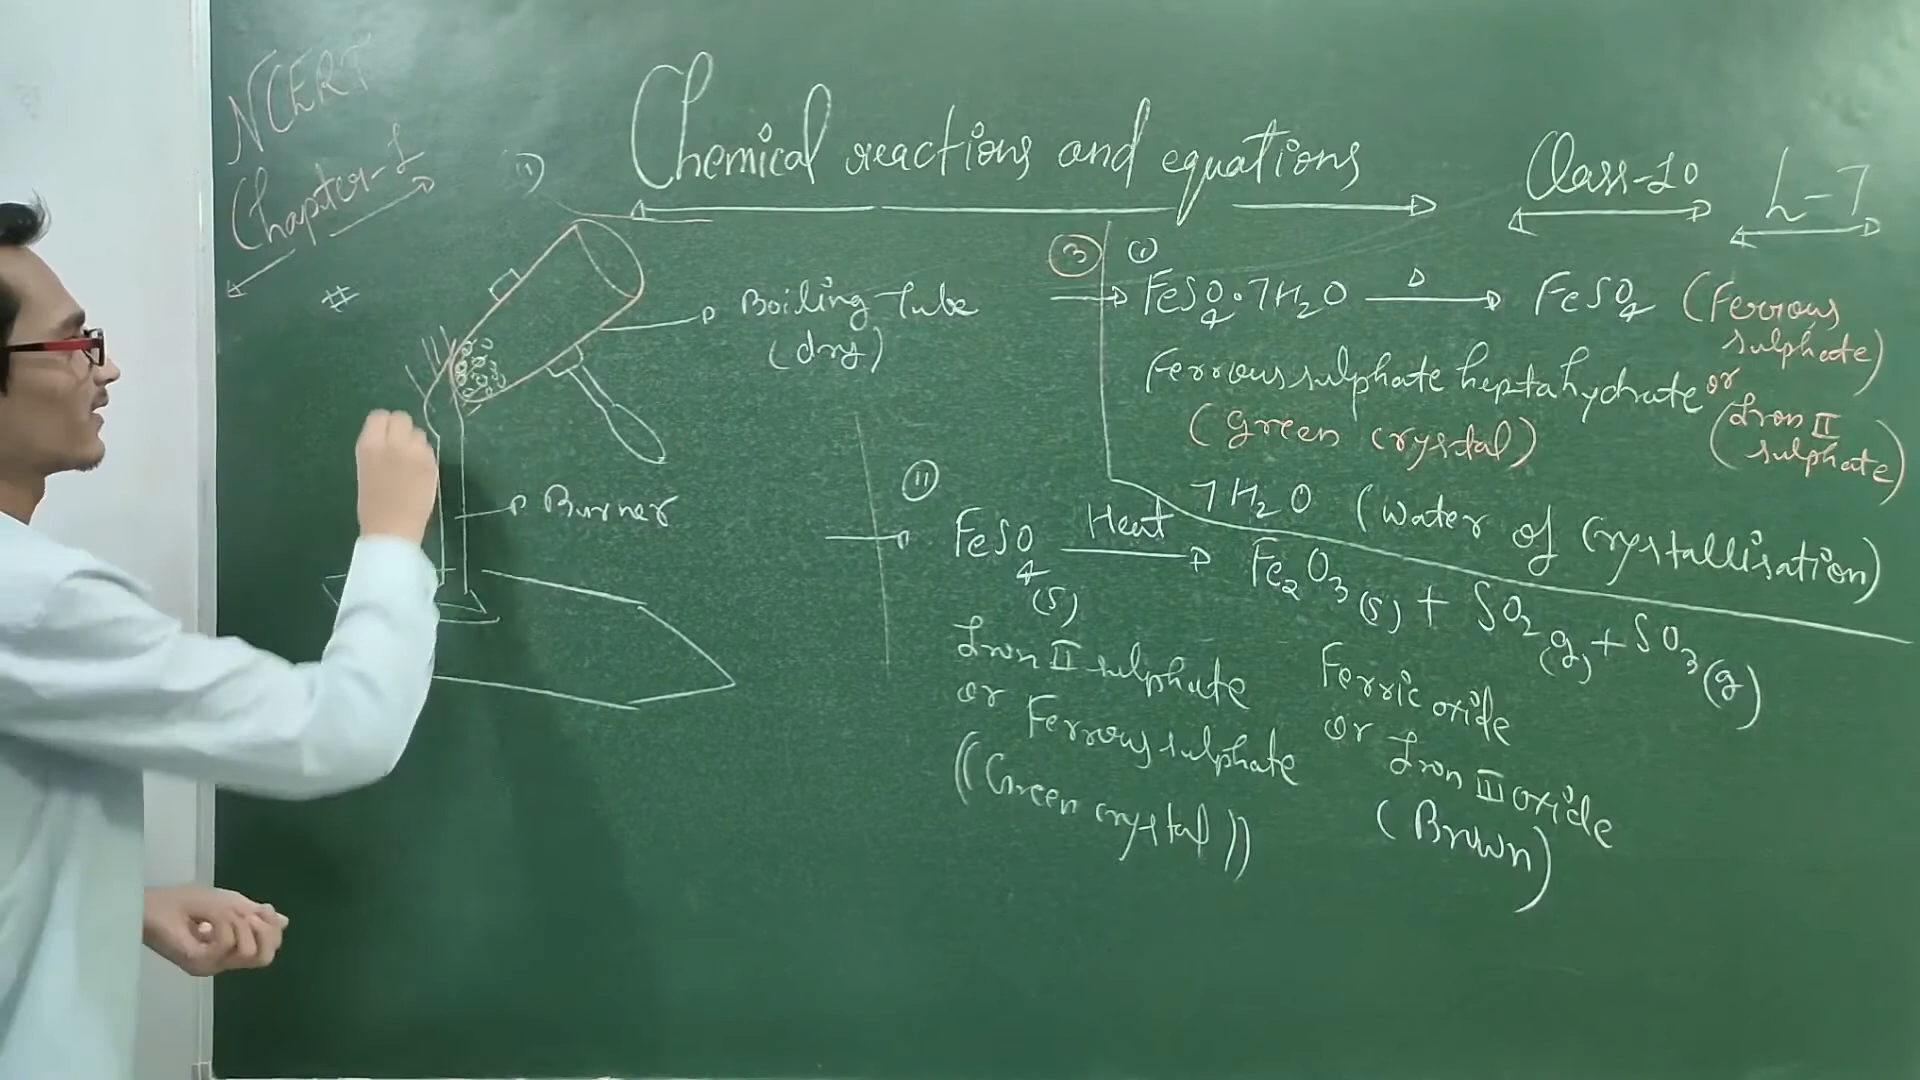 NCERT
Chapter-1
Chemical reactions and equations
Class-10
L-7
(1)
#
Boiling Tube
(dry)
Burner
③ (i)
FeSO4·7H2O —Δ→ FeSO4 (Ferrous sulphate)
or
(Iron II sulphate)
Ferrous sulphate heptahydrate
(Green crystal)
7H2O (Water of Crystallisation)
(II)
FeSO4(s) —Heat→ Fe2O3(s) + SO2(g) + SO3(g)
Iron II sulphate
or Ferrous sulphate
((Green crystal))
Ferric oxide
or Iron III oxide
(Brown)